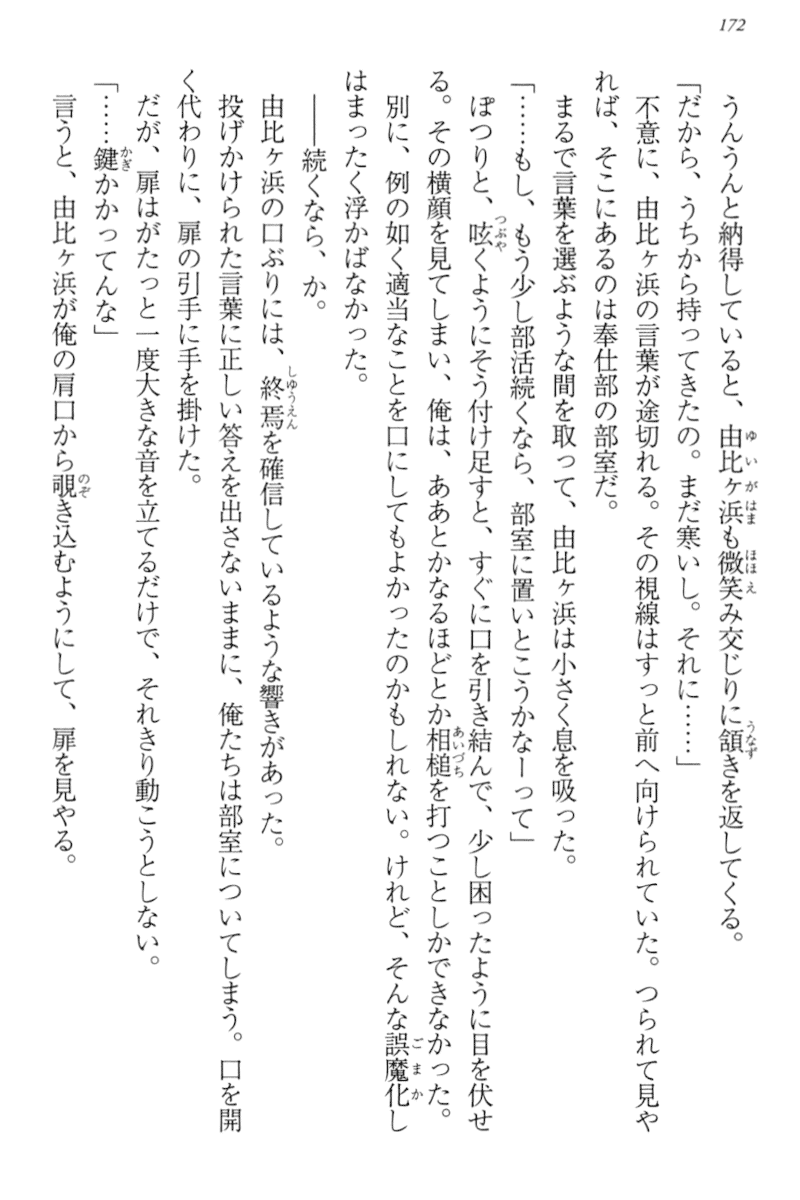 172
うんうんと納得していると、由比ヶ浜も微笑み交じりに頷きを返してくる。
「だから、うちから持ってきたの。まだ寒いし。それに……」
不意に、由比ヶ浜の言葉が途切れる。その視線はすっと前へ向けられていた。つられて見や
れば、そこにあるのは奉仕部の部室だ。
まるで言葉を選ぶような間を取って、由比ヶ浜は小さく息を吸った。
「……もし、もう少し部活続くなら、部室に置いとこうかなーって」
ぽつりと、呟くようにそう付け足すと、すぐに口を引き結んで、少し困ったように目を伏せ
る。その横顔を見てしまい、俺は、ああとかなるほどとか相槌を打つことしかできなかった。
別に、例の如く適当なことを口にしてもよかったのかもしれない。けれど、そんな誤魔化し
はまったく浮かばなかった。
――続くなら、か。
由比ヶ浜の口ぶりには、終焉を確信しているような響きがあった。
投げかけられた言葉に正しい答えを出さないままに、俺たちは部室についてしまう。口を開
く代わりに、扉の引手に手を掛けた。
だが、扉はがたっと一度大きな音を立てるだけで、それきり動こうとしない。
「……鍵かかってんな」
言うと、由比ヶ浜が俺の肩口から覗き込むようにして、扉を見やる。